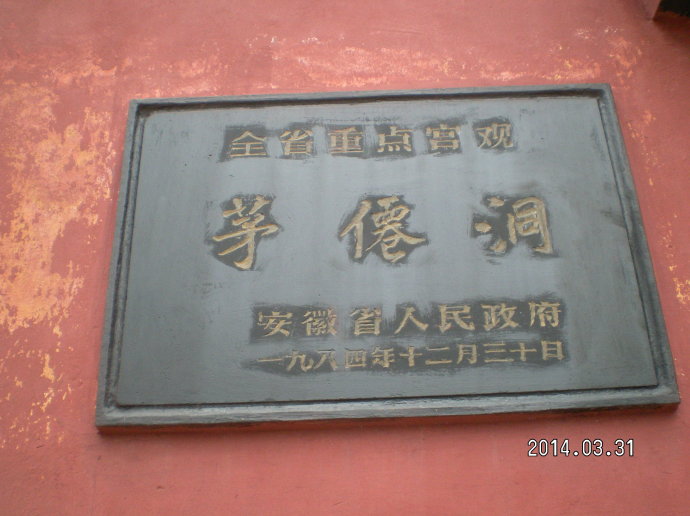 全省重点宫观
茅僊洞
安徽省人民政府
一九八四年十二月三十日
2014.03.31